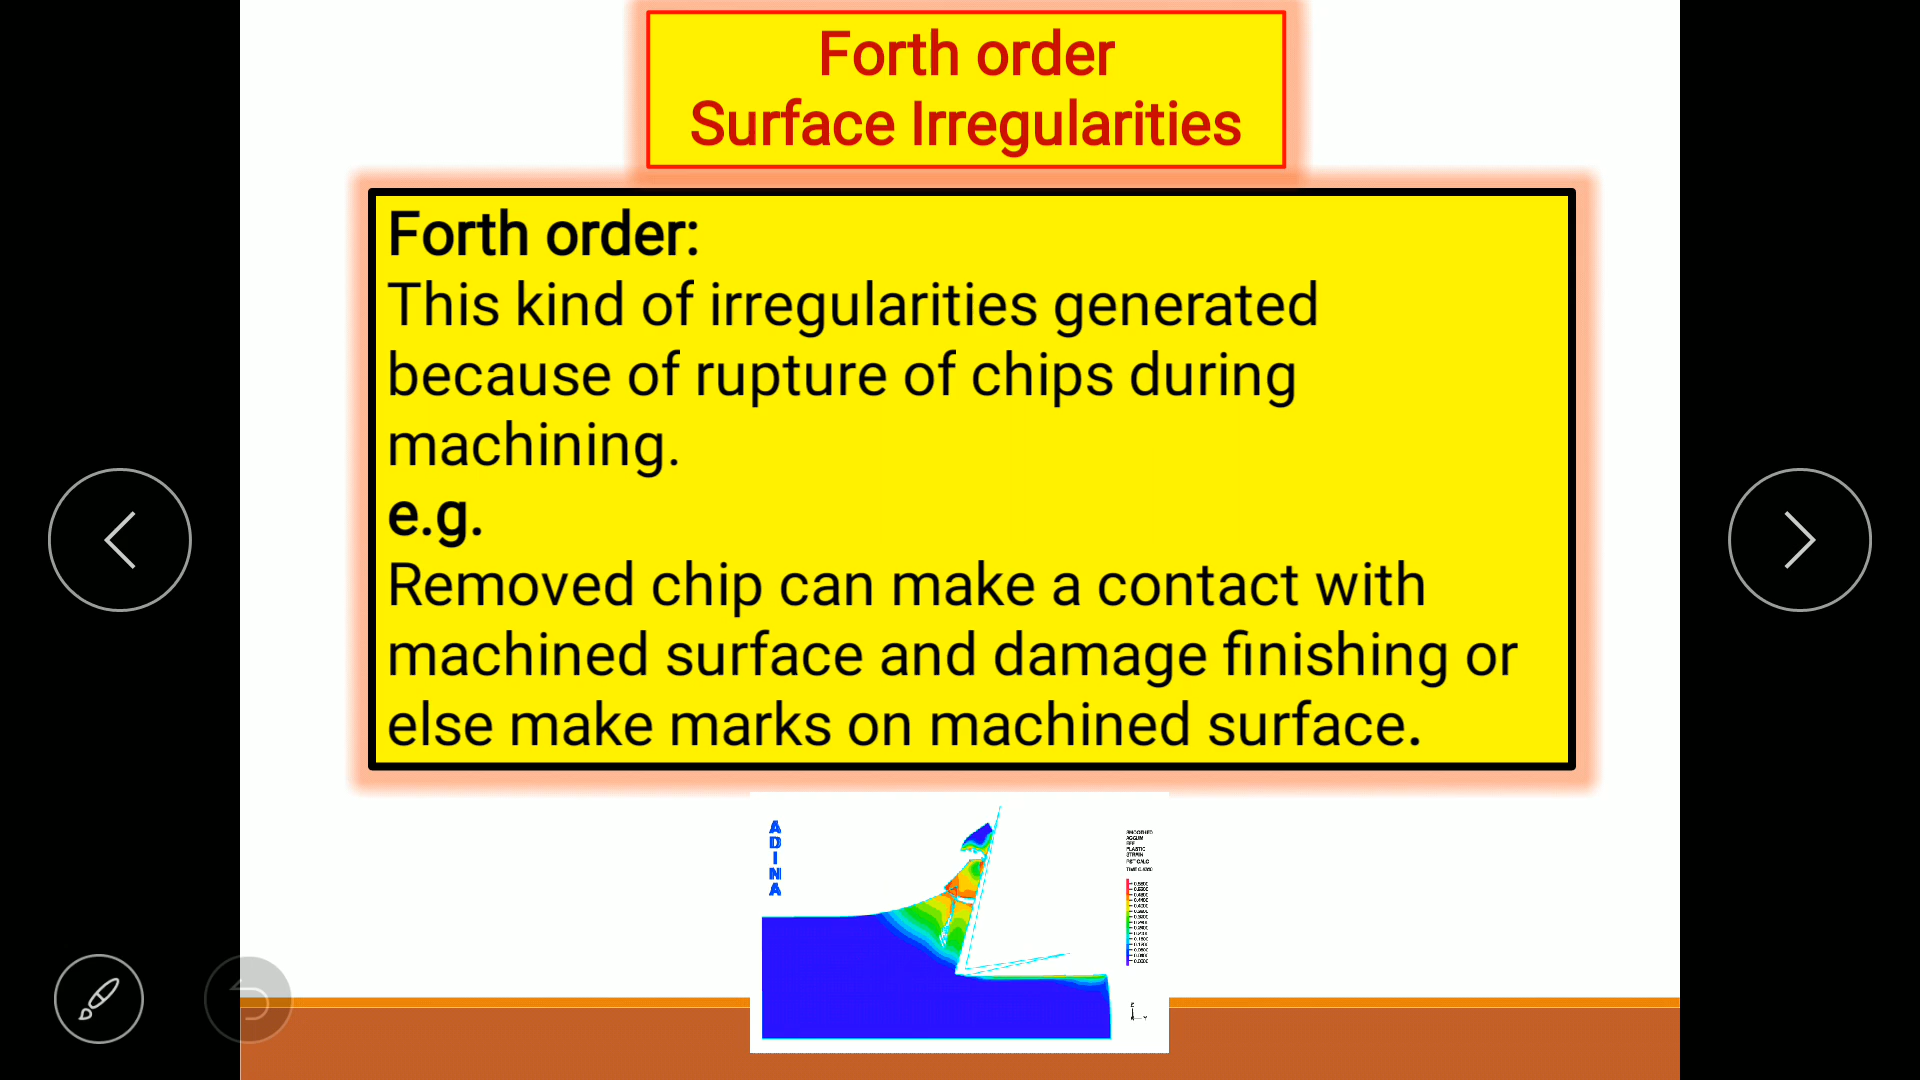 Forth order
Surface Irregularities
Forth order:
This kind of irregularities generated
because of rupture of chips during
machining.
e.g.
Removed chip can make a contact with
machined surface and damage finishing or
else make marks on machined surface.
ADINA
SMOOTHED
PLASTIC
STRAIN